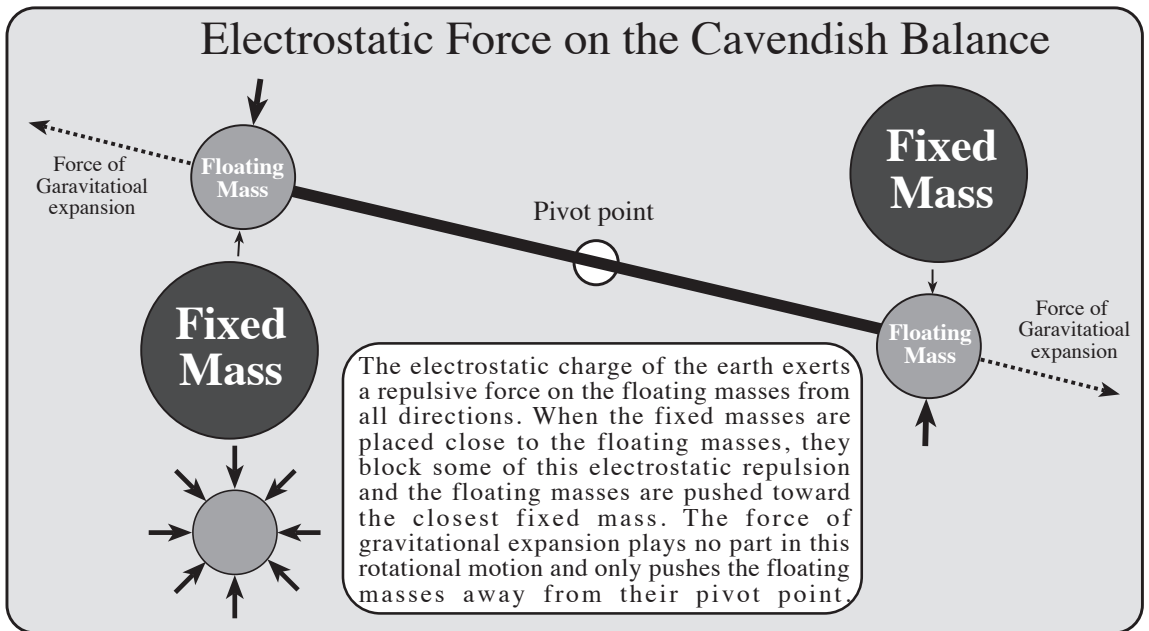 Electrostatic Force on the Cavendish Balance
Force of
Garavitatioal
expansion
Floating
Mass
Fixed
Mass
Pivot point
Fixed
Mass
Floating
Mass
Force of
Garavitatioal
expansion
The electrostatic charge of the earth exerts
a repulsive force on the floating masses from
all directions. When the fixed masses are
placed close to the floating masses, they
block some of this electrostatic repulsion
and the floating masses are pushed toward
the closest fixed mass. The force of
gravitational expansion plays no part in this
rotational motion and only pushes the floating
masses away from their pivot point.